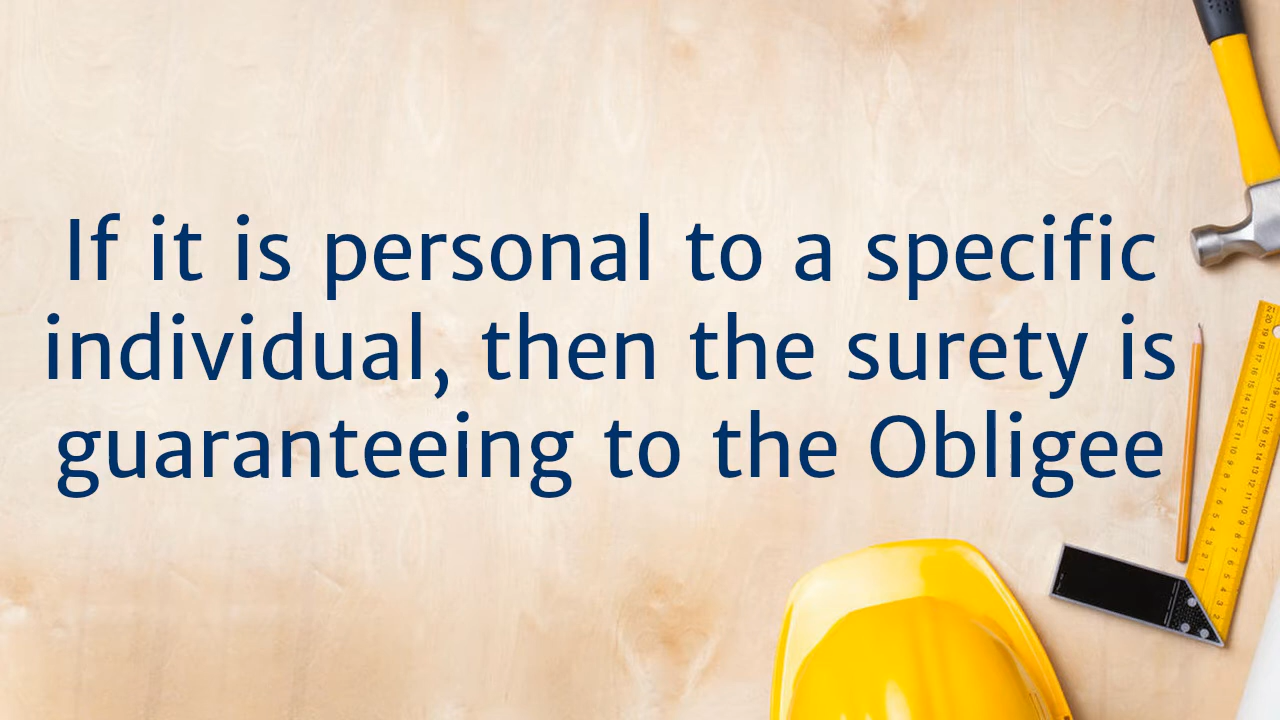 If it is personal to a specific
individual, then the surety is
guaranteeing to the Obligee